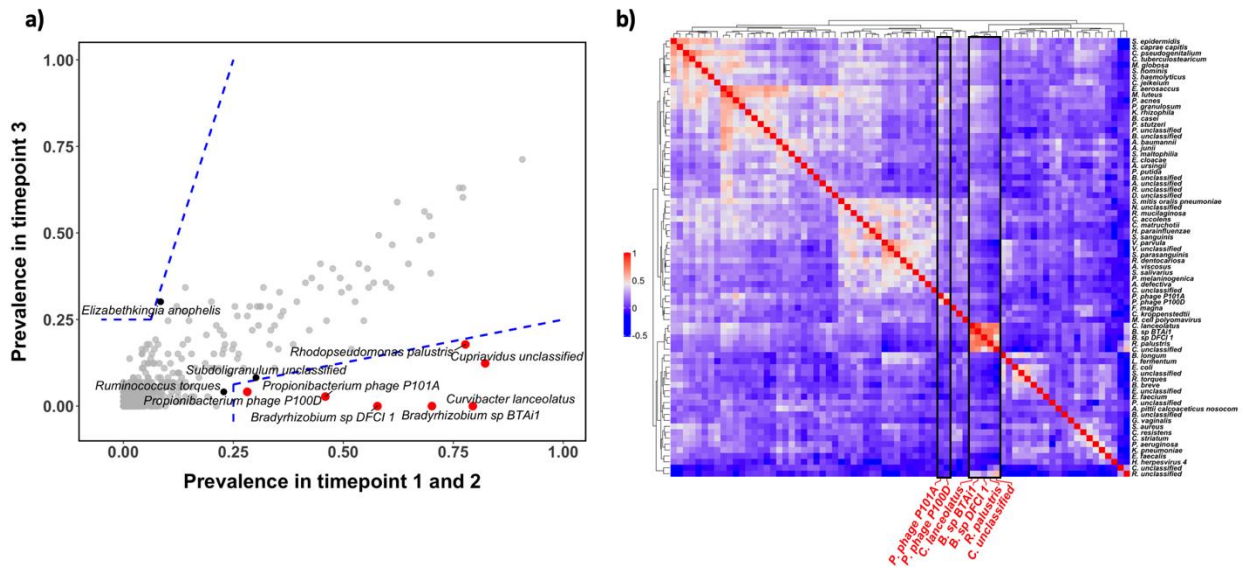 a)
1.00
0.75
0.50
0.25
0.00
Prevalence in timepoint 3
Elizabethkingia anophelis
Rhodopseidomonas palustris
Cupriavidus unclassified
Subdoligranulum unclassified
Ruminococcus torques
Propionibacterium phage P101A
Propionibacterium phage P100D
Curvibacter lanceolatus
Bradyrhizobium sp DFCI 1
Bradyrhizobium sp BTAi1
0.00
0.25
0.50
0.75
1.00
Prevalence in timepoint 1 and 2
b)
1
0.5
0
-0.5
S. epidermidis
S. caprae capitis
C. pseudogenitalium
C. tuberculostearicum
M. globosa
S. hominis
S. haemolyticus
C. jeikeium
E. aerosaccus
M. luteus
P. acnes
P. granulosum
K. rhizophila
B. casei
P. stutzeri
P. unclassified
B. unclassified
A. baumannii
A. junii
S. maltophilia
E. cloacae
A. ursingii
P. putida
B. unclassified
A. unclassified
R. unclassified
D. unclassified
S. mitis oralis pneumoniae
N. unclassified
R. mucilaginosa
C. accolens
C. matruchotii
H. parainfluenzae
S. sanguinis
V. parvula
V. unclassified
S. parasanguinis
R. dentocariosa
A. viscosus
S. salivarius
P. melaninogenica
A. defectiva
C. unclassified
P. phage P101A
P. phage P100D
F. magna
C. kroppenstedtii
M. cell polyomavirus
C. lanceolatus
B. sp BTAi1
B. sp DFCI 1
R. palustris
C. unclassified
B. longum
L. fermentum
E. coli
S. unclassified
R. torques
B. breve
E. unclassified
E. faecium
P. unclassified
A. pittii calcoaceticus nosocom
B. unclassified
G. vaginalis
S. aureus
C. resistens
C. striatum
P. aeruginosa
K. pneumoniae
E. faecalis
H. herpesvirus 4
C. unclassified
R. unclassified
P. phage P101A
P. phage P100D
C. lanceolatus
B. sp BTAi1
B. sp DFCI 1
R. palustris
C. unclassified